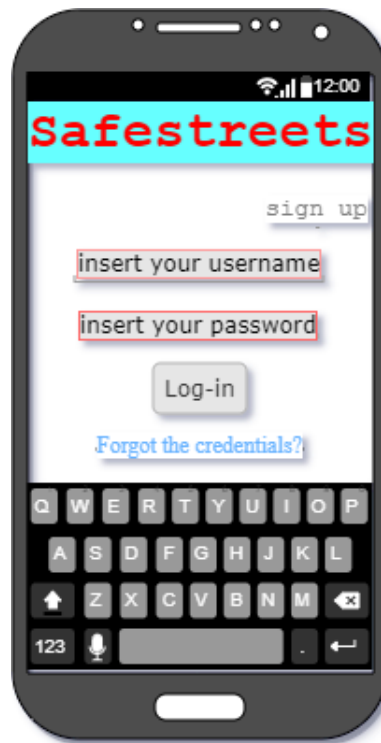 12:00
Safestreets
sign up
insert your username
insert your password
Log-in
Forgot the credentials?
Q W E R T Y U I O P
A S D F G H J K L
Z X C V B N M
123 .